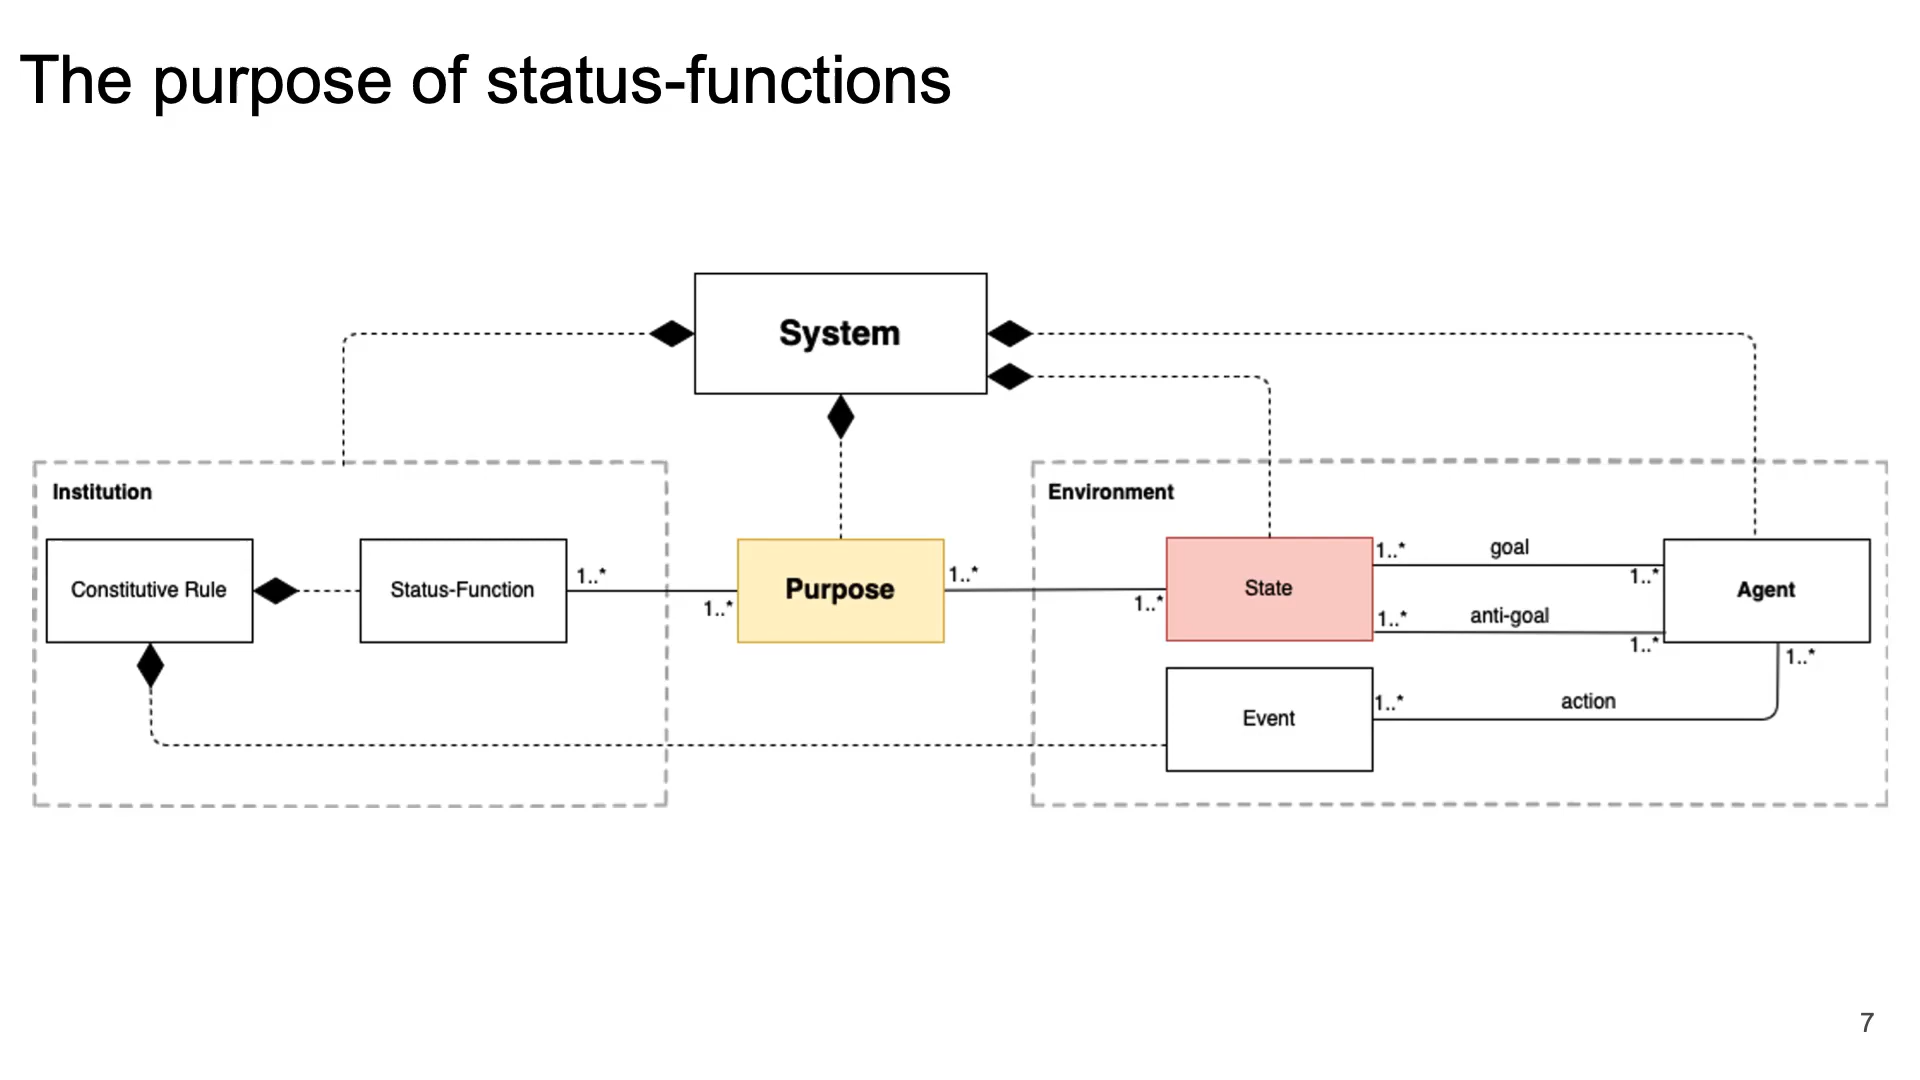 The purpose of status-functions
System
Institution
Environment
Constitutive Rule
Status-Function
1..*
1..*
Purpose
1..*
1..*
State
1..*
goal
1..*
1..*
anti-goal
1..*
Agent
1..*
Event
1..*
action
7